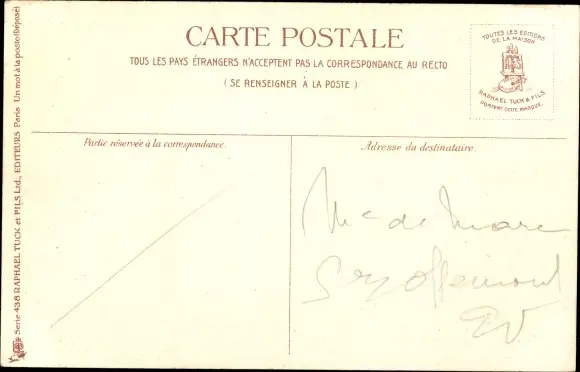 CARTE POSTALE
TOUS LES PAYS ÉTRANGERS N'ACCEPTENT PAS LA CORRESPONDANCE AU RECTO
( SE RENSEIGNER À LA POSTE )
TOUTES LES EDITIONS
DE LA MAISON
RAPHAEL TUCK & FILS
PORTENT CETTE MARQUE.
Partie réservée à la correspondance.
Adresse du destinataire.
de
Serie 438 RAPHAEL TUCK et FILS Ltd., EDITEURS Paris Un mot à la poste (Déposé)